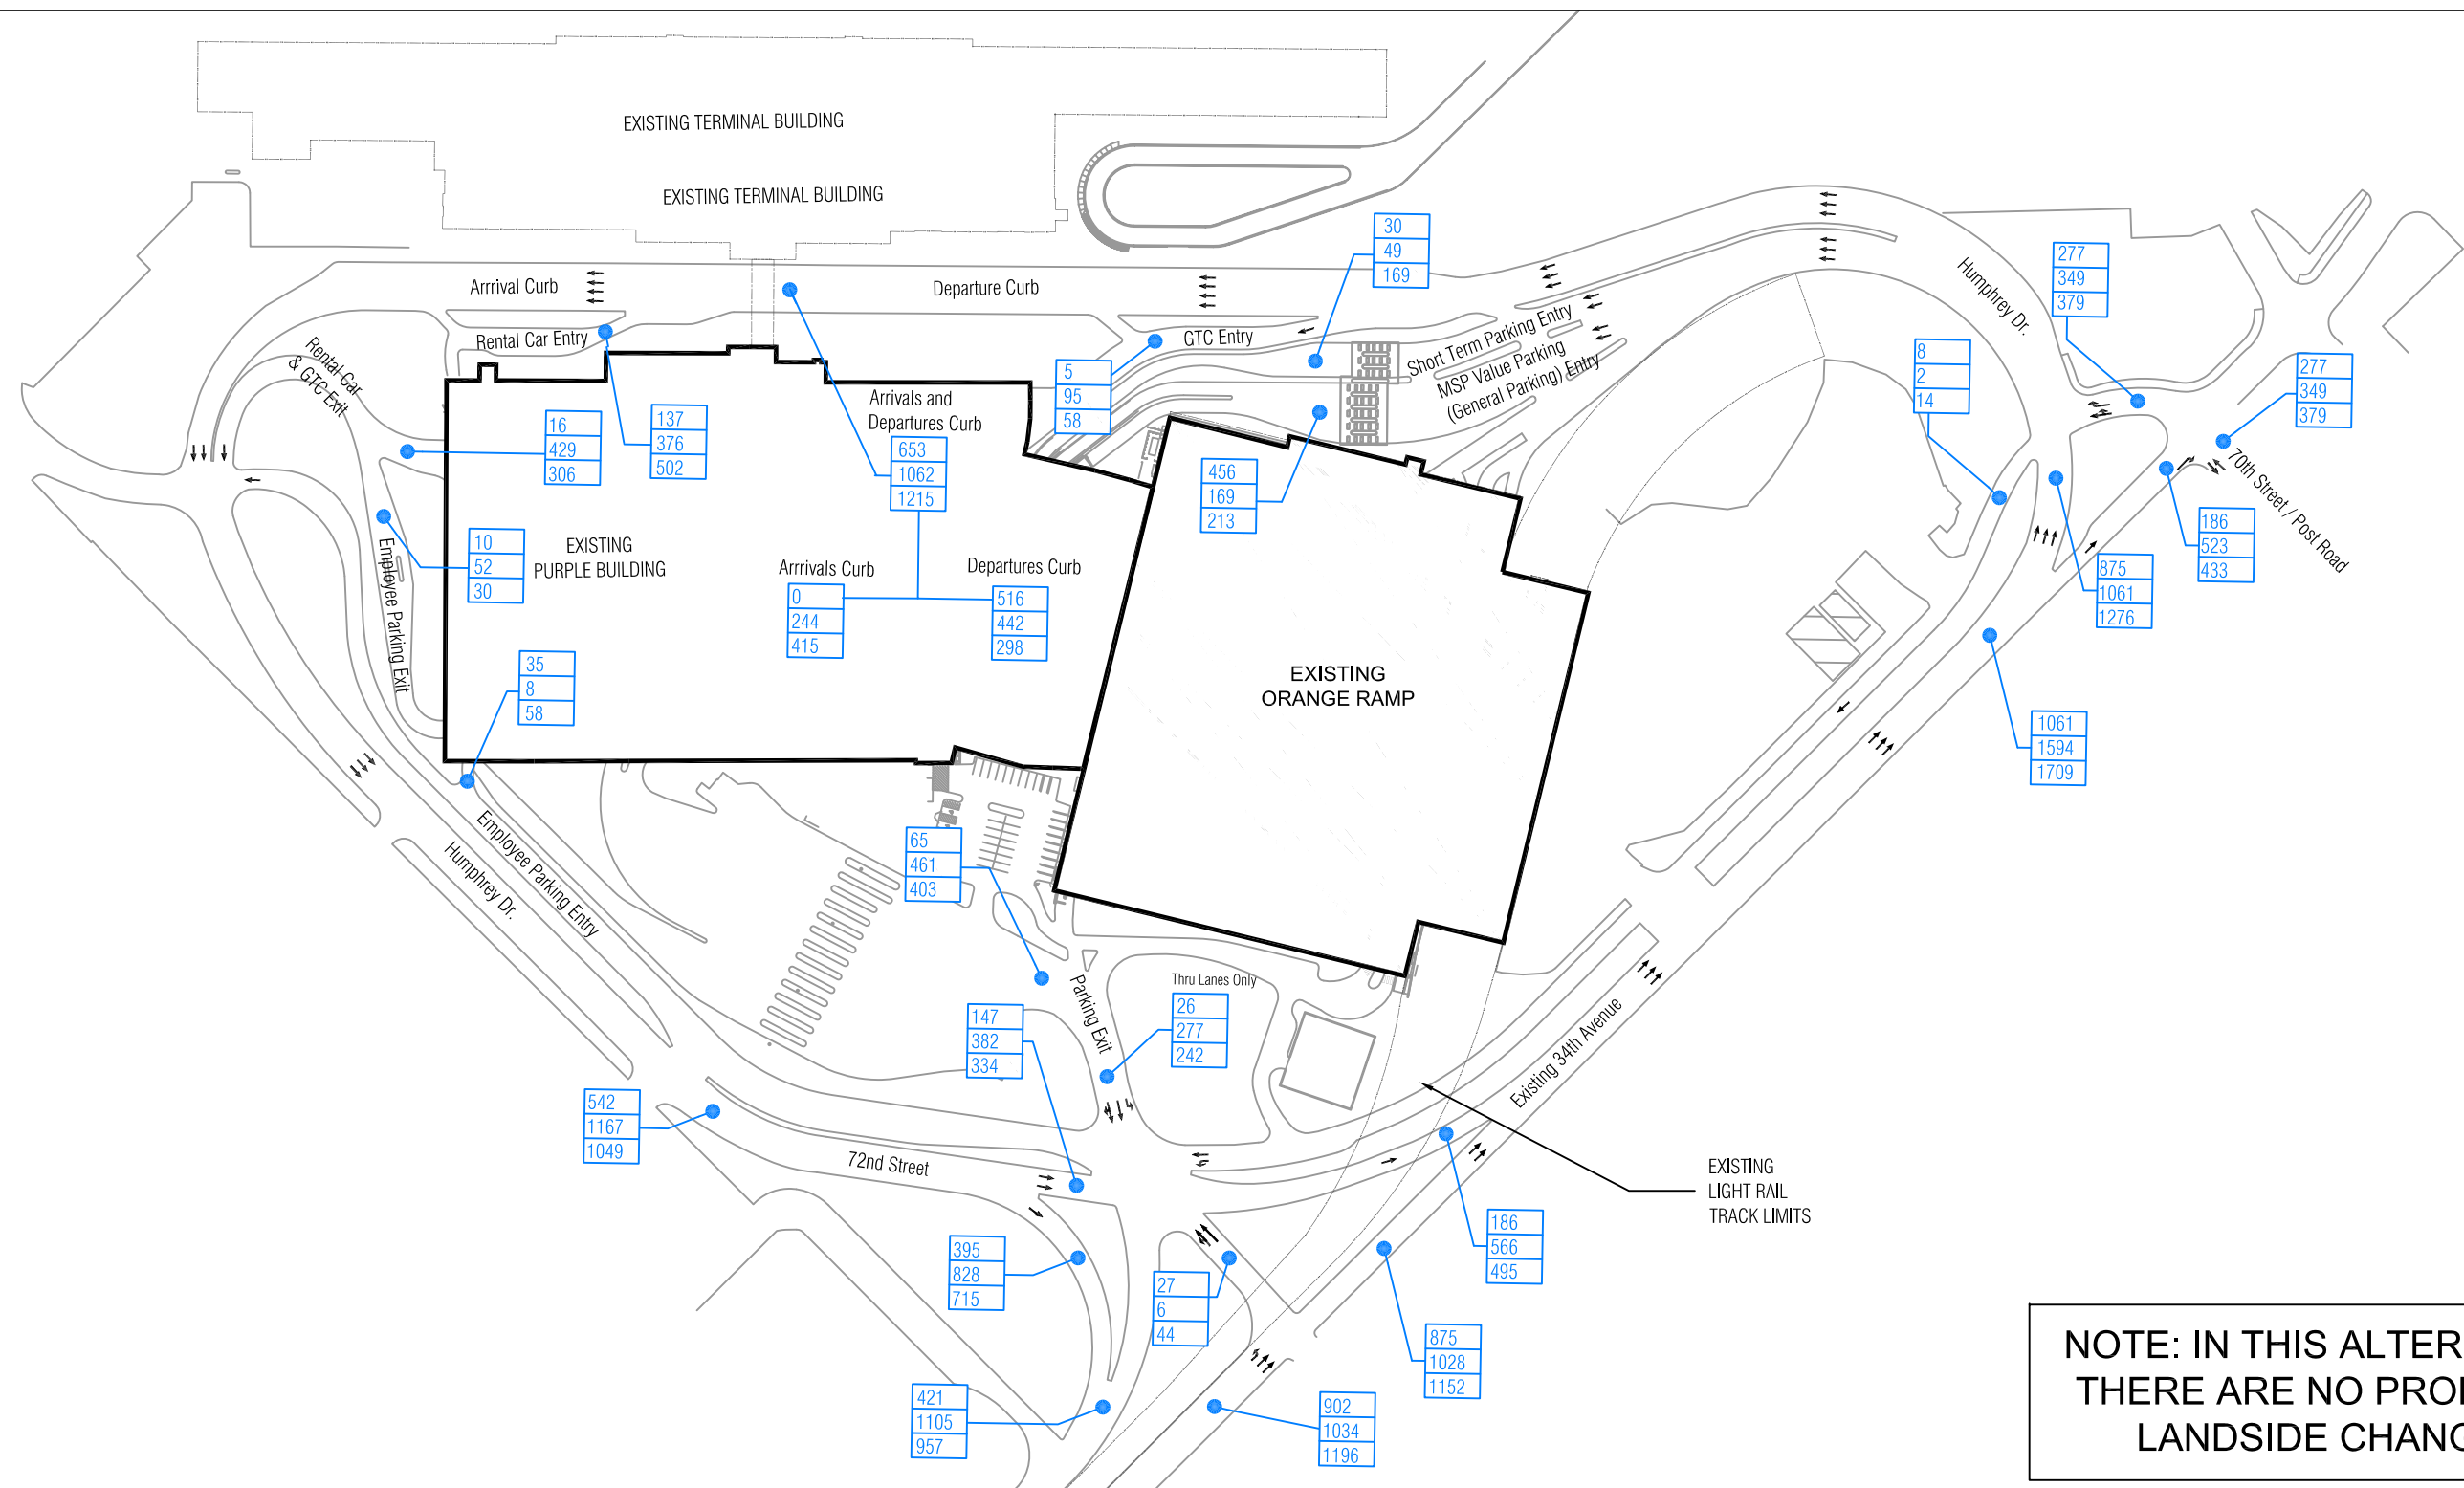 EXISTING TERMINAL BUILDING
EXISTING TERMINAL BUILDING
Arrrival Curb
Departure Curb
Rental Car Entry
GTC Entry
Short Term Parking Entry
MSP Value Parking
(General Parking) Entry
Humphrey Dr.
30
49
169
277
349
379
8
2
14
277
349
379
5
95
58
Rental Car
& GTC Exit
16
429
306
137
376
502
Arrivals and
Departures Curb
653
1062
1215
456
169
213
70th Street / Post Road
186
523
433
875
1061
1276
10
52
30
EXISTING
PURPLE BUILDING
Employee Parking Exit
Arrrivals Curb
0
244
415
Departures Curb
516
442
298
35
8
58
EXISTING
ORANGE RAMP
1061
1594
1709
Employee Parking Entry
Humphrey Dr.
65
461
403
Parking Exit
Thru Lanes Only
26
277
242
147
382
334
Existing 34th Avenue
542
1167
1049
72nd Street
EXISTING
LIGHT RAIL
TRACK LIMITS
395
828
715
27
6
44
186
566
495
875
1028
1152
421
1105
957
902
1034
1196
NOTE: IN THIS ALTER
THERE ARE NO PRO
LANDSIDE CHANG